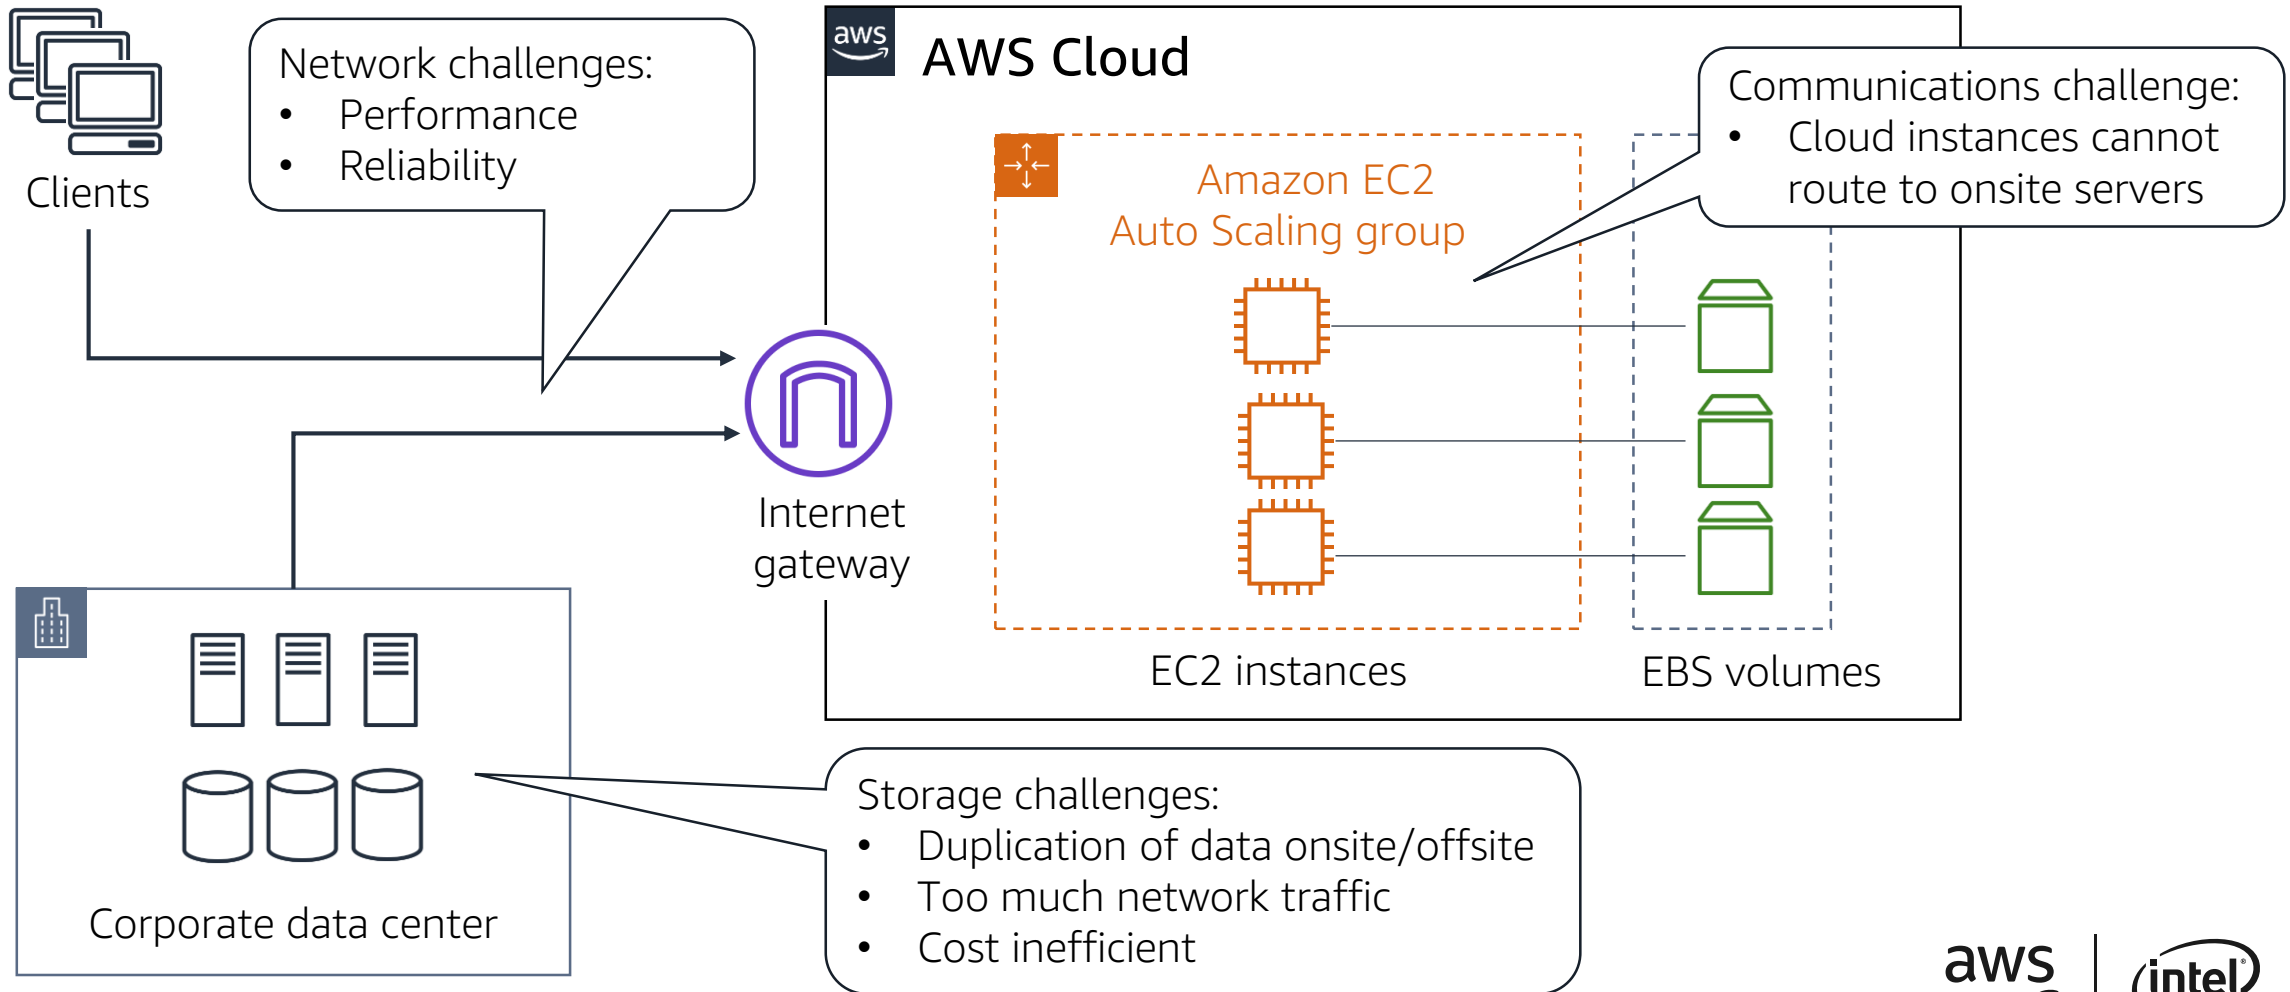 Clients
Network challenges:
• Performance
• Reliability
aws
AWS Cloud
Communications challenge:
• Cloud instances cannot
route to onsite servers
Amazon EC2
Auto Scaling group
Internet
gateway
EC2 instances
EBS volumes
Corporate data center
Storage challenges:
• Duplication of data onsite/offsite
• Too much network traffic
• Cost inefficient
aws
intel®